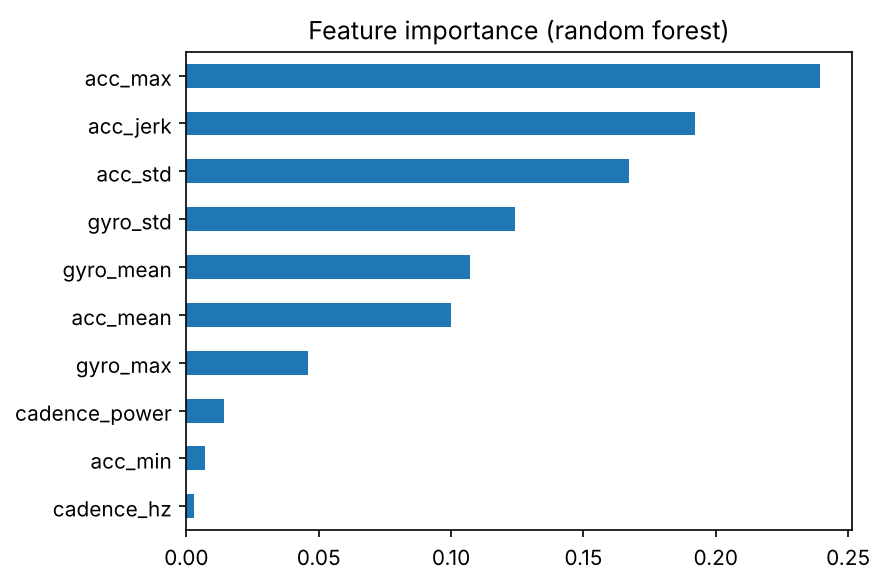 Feature importance (random forest)
acc_max
acc_jerk
acc_std
gyro_std
gyro_mean
acc_mean
gyro_max
cadence_power
acc_min
cadence_hz
0.00 0.05 0.10 0.15 0.20 0.25